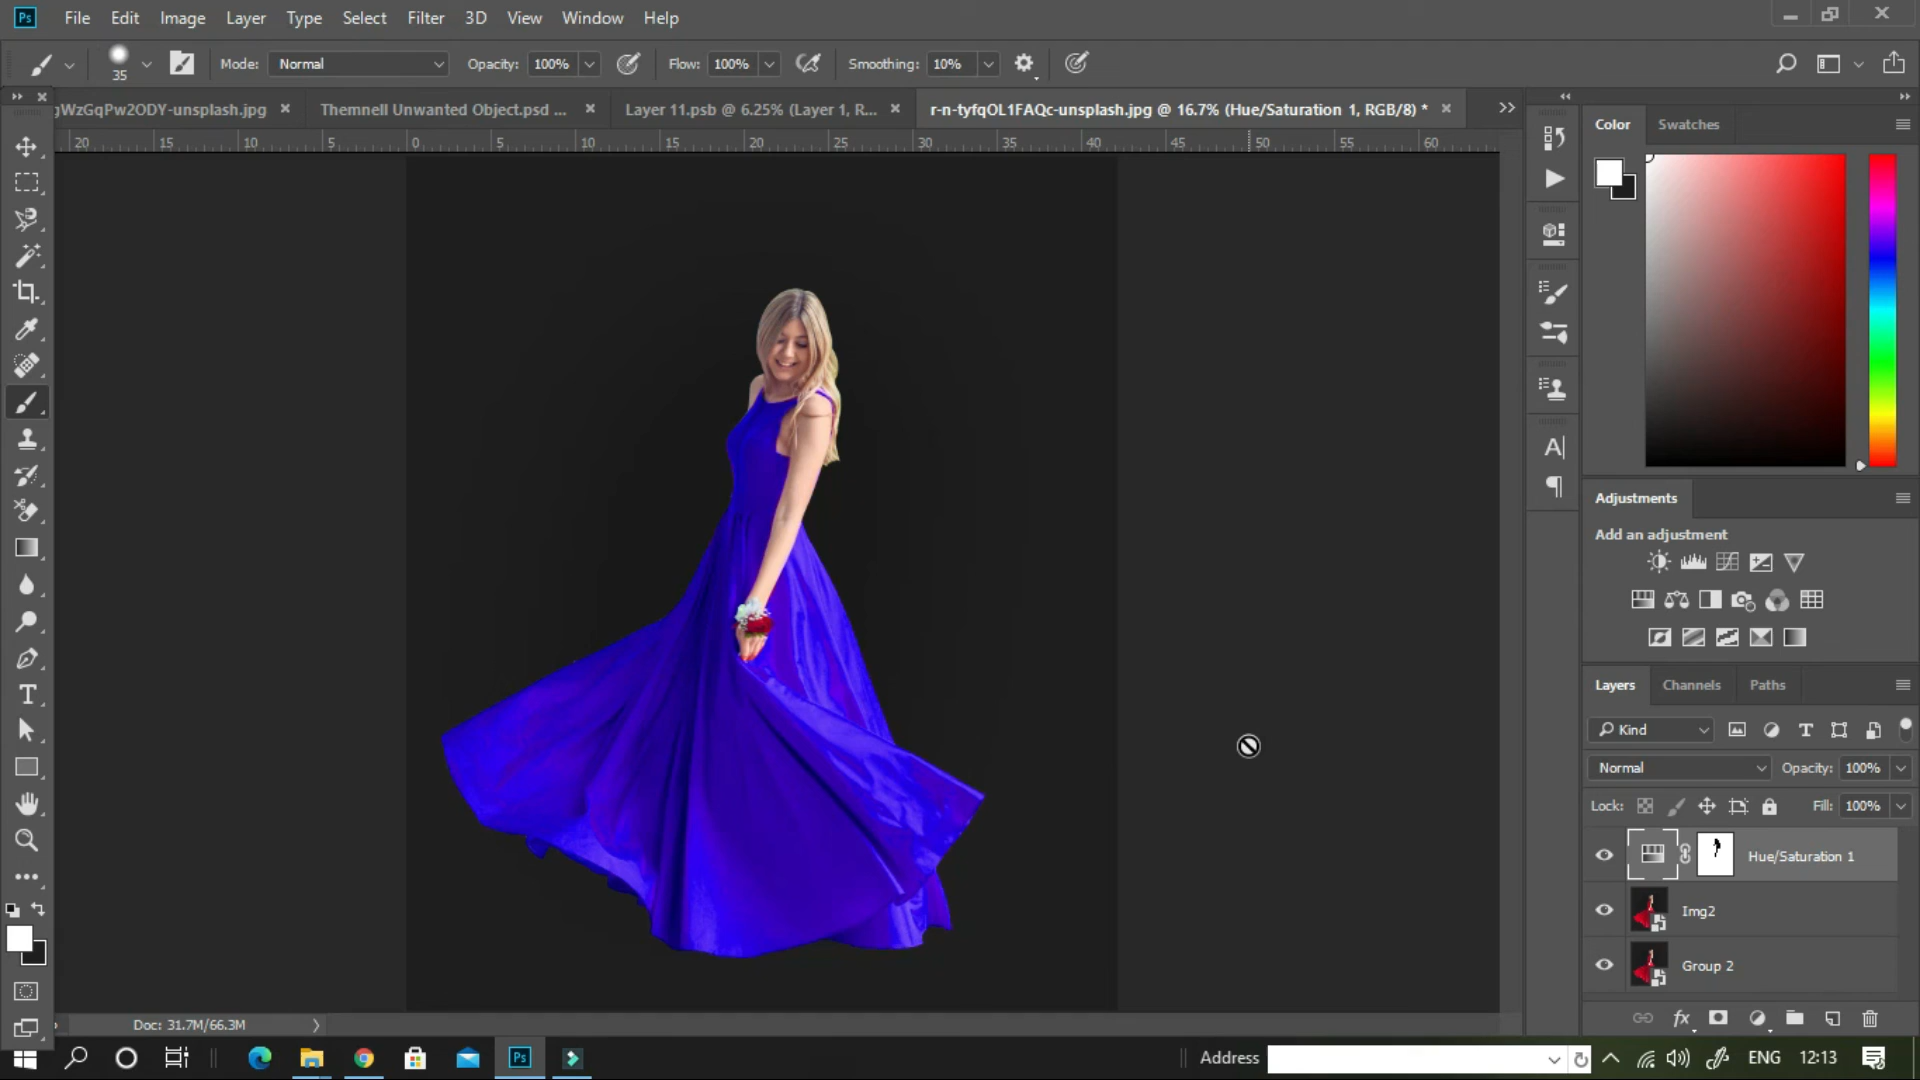 Ps File Edit Image Layer Type Select Filter 3D View Window Help
35 Mode: Normal Opacity: 100% Flow: 100% Smoothing: 10%
gWzGqPw2ODY-unsplash.jpg Themnell Unwanted Object.psd ... Layer 11.psb @ 6.25% (Layer 1, R... r-n-tyfqOL1FAQc-unsplash.jpg @ 16.7% (Hue/Saturation 1, RGB/8) *
20 15 10 5 0 5 10 15 20 25 30 35 40 45 50 55 60
Color Swatches
Adjustments
Add an adjustment
Layers Channels Paths
Kind
Normal Opacity: 100%
Lock: Fill: 100%
Hue/Saturation 1
Img2
Group 2
Doc: 31.7M/66.3M
Ps Address ENG 12:13